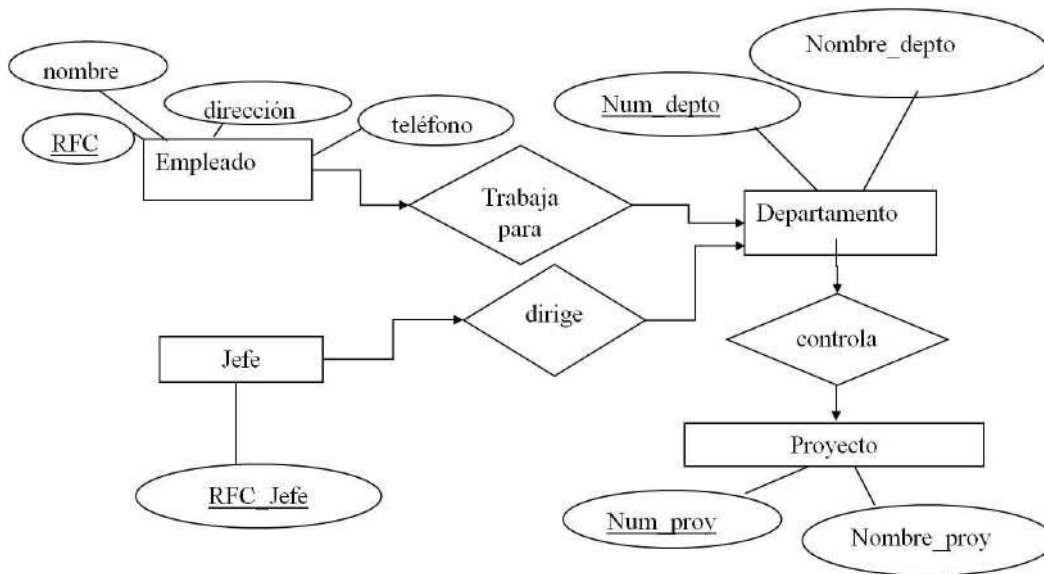 Nombre_depto
nombre
dirección
Num_depto
teléfono
RFC
Empleado
Trabaja
para
Departamento
dirige
controla
Jefe
Proyecto
RFC_Jefe
Num_proy
Nombre_proy